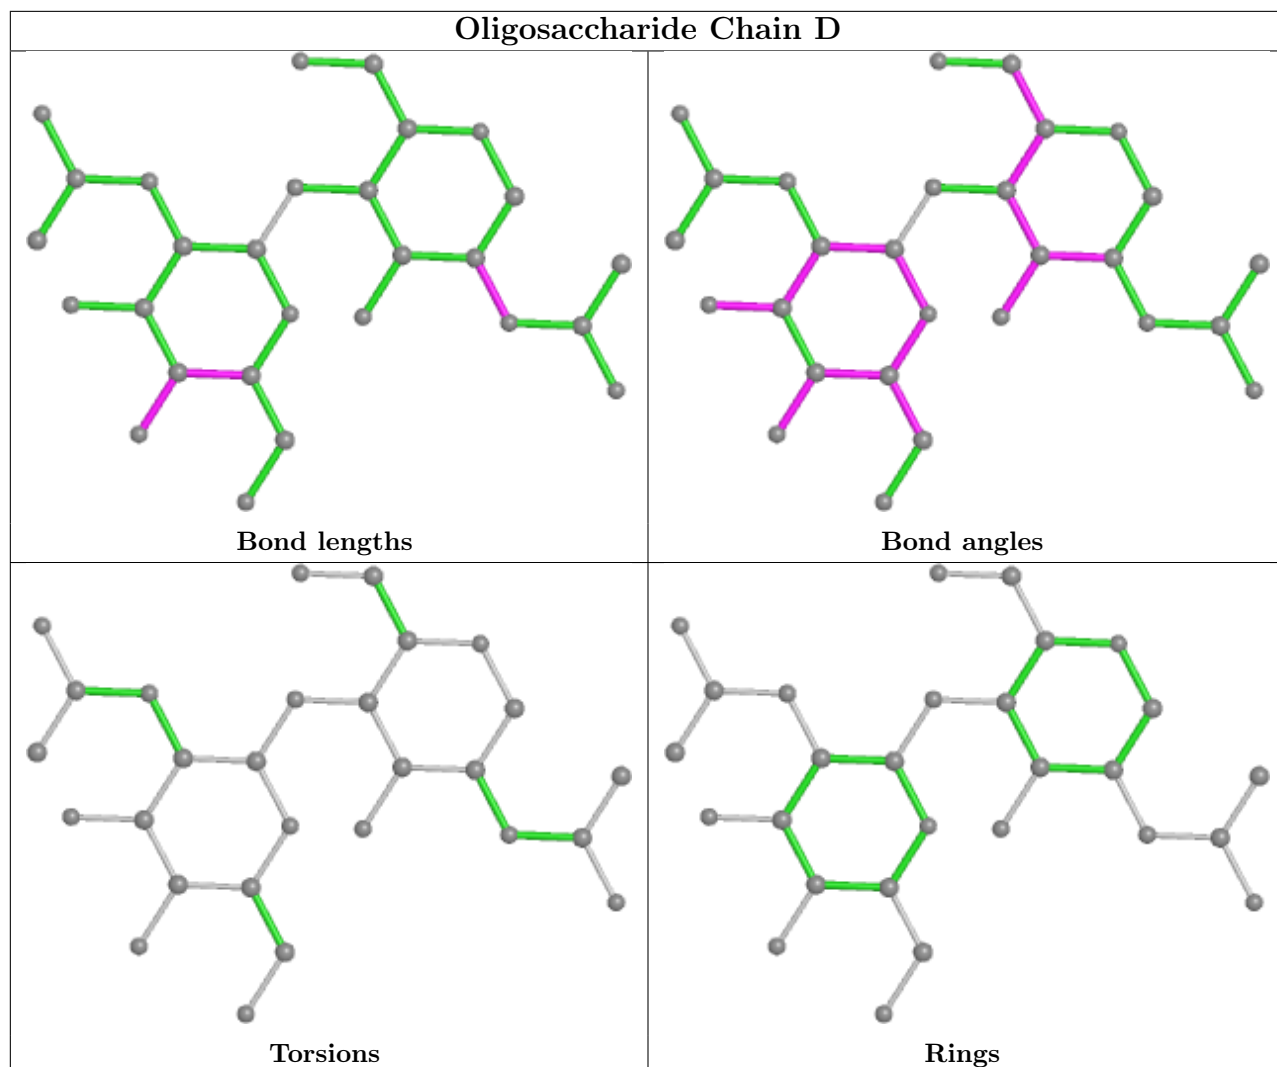 Oligosaccharide Chain D
Bond lengths
Bond angles
Torsions
Rings